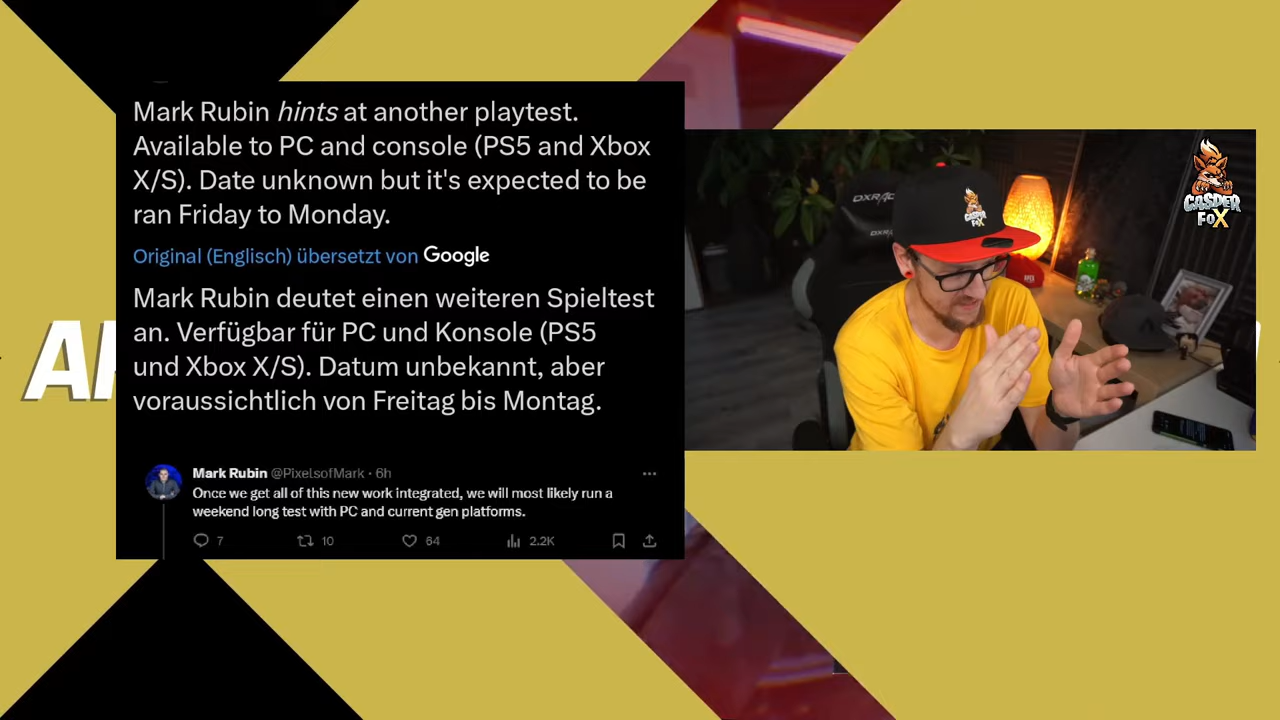 Mark Rubin hints at another playtest.
Available to PC and console (PS5 and Xbox
X/S). Date unknown but it's expected to be
ran Friday to Monday.
Original (Englisch) übersetzt von Google
Mark Rubin deutet einen weiteren Spieltest
an. Verfügbar für PC und Konsole (PS5
und Xbox X/S). Datum unbekannt, aber
voraussichtlich von Freitag bis Montag.
Mark Rubin @PixelsofMark · 6h
Once we get all of this new work integrated, we will most likely run a
weekend long test with PC and current gen platforms.
7 10 64 2.2K
CASPER
FOX
DXRAC
CASPER
FOX